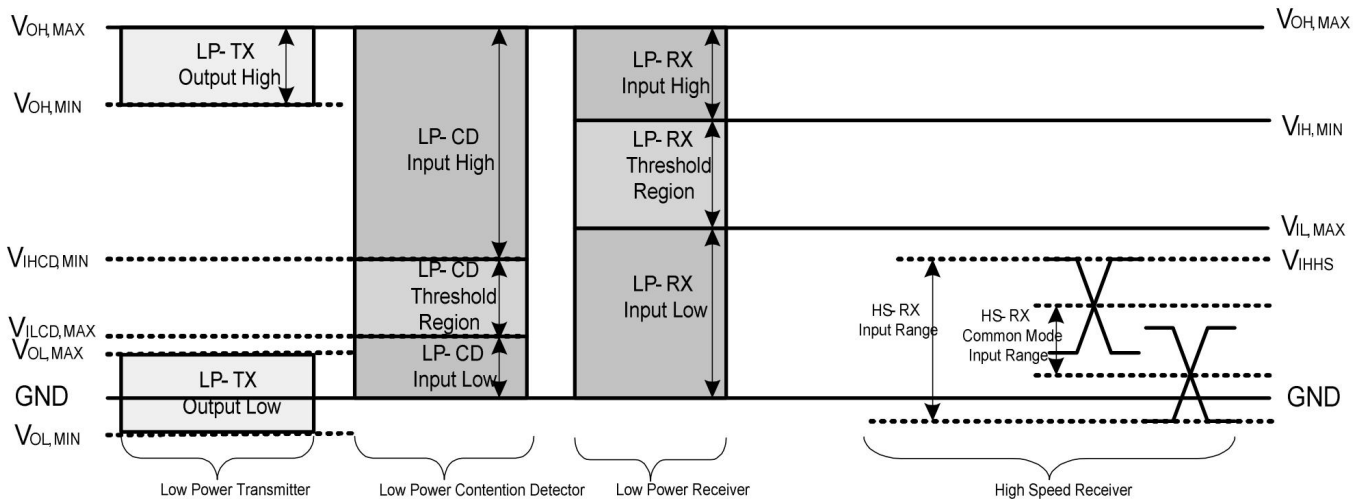 VOH,MAX
VOH,MIN
VIHCD,MIN
VILCD,MAX
VOL,MAX
GND
VOL,MIN
LP- TX
Output High
LP- TX
Output Low
LP- CD
Input High
LP- CD
Threshold
Region
LP- CD
Input Low
LP- RX
Input High
LP- RX
Threshold
Region
LP- RX
Input Low
HS- RX
Input Range
HS- RX
Common Mode
Input Range
VOH,MAX
VIH,MIN
VIL,MAX
VIHHS
GND
Low Power Transmitter
Low Power Contention Detector
Low Power Receiver
High Speed Receiver